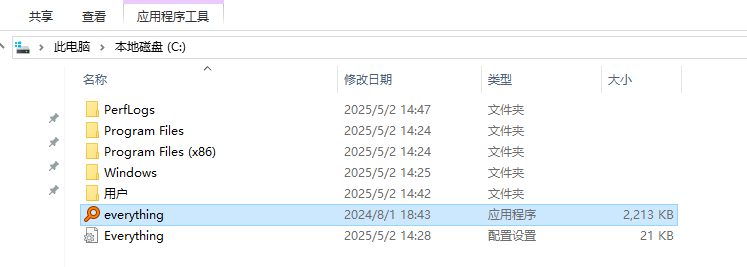 共享 查看 应用程序工具
此电脑 本地磁盘 (C:)
名称 修改日期 类型 大小
PerfLogs 2025/5/2 14:47 文件夹
Program Files 2025/5/2 14:24 文件夹
Program Files (x86) 2025/5/2 14:24 文件夹
Windows 2025/5/2 14:25 文件夹
用户 2025/5/2 14:42 文件夹
everything 2024/8/1 18:43 应用程序 2,213 KB
Everything 2025/5/2 14:28 配置设置 21 KB